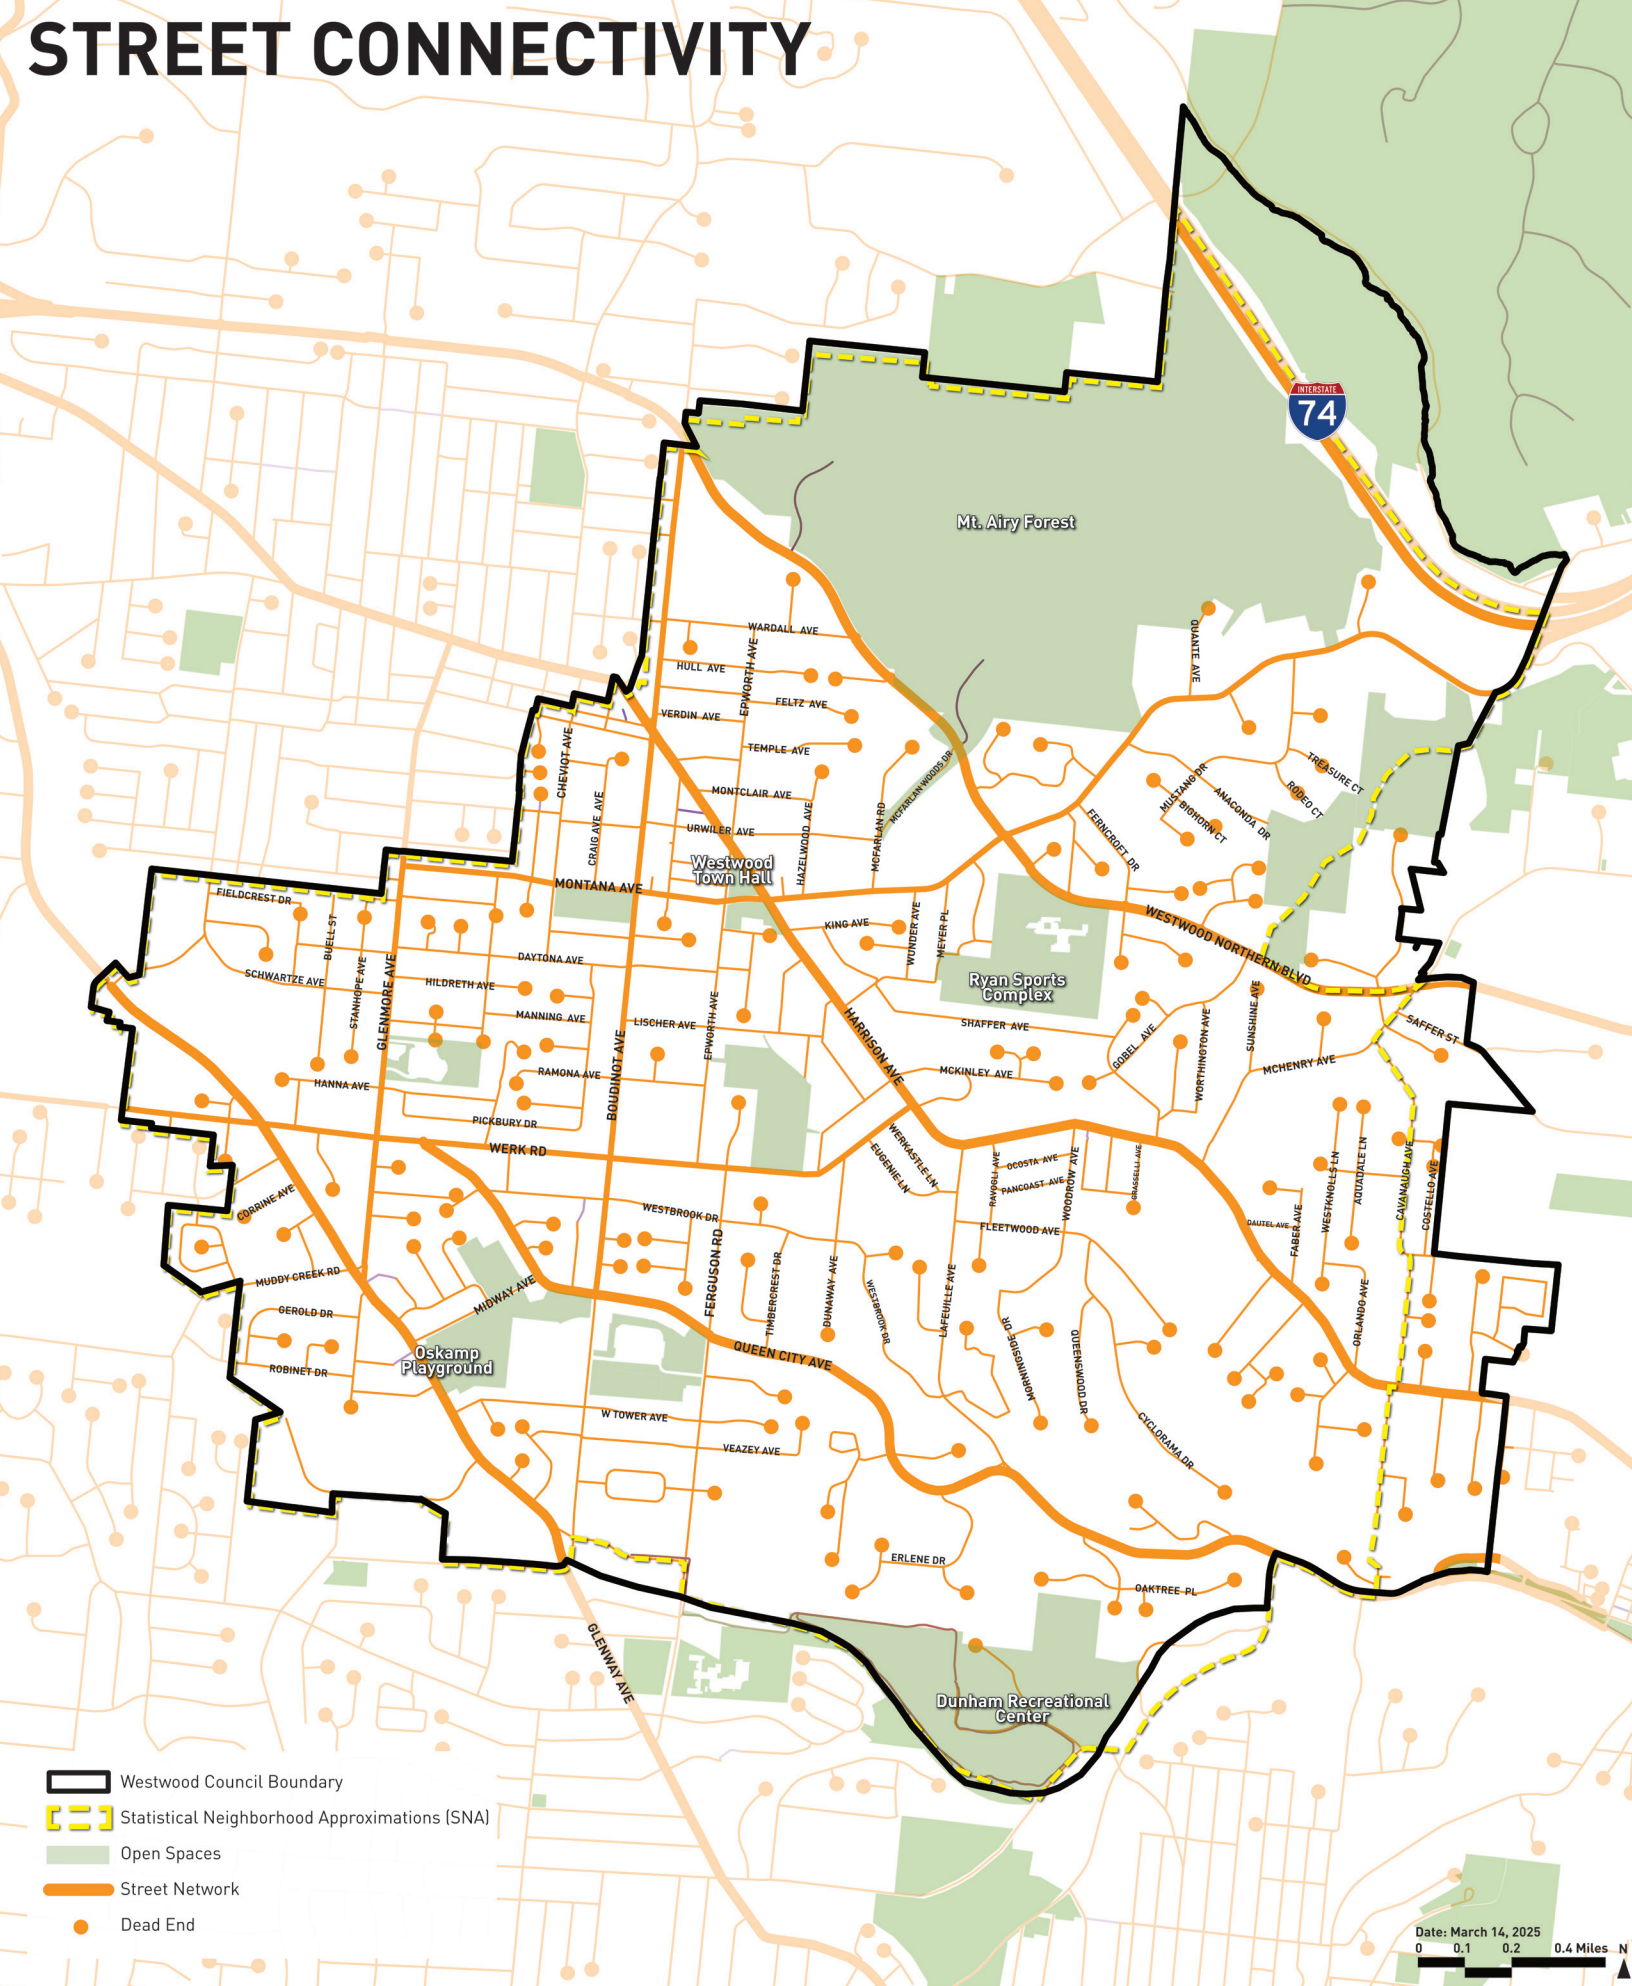 STREET CONNECTIVITY
INTERSTATE
74
Mt. Airy Forest
QUANTE AVE
WARDALL AVE
HULL AVE
EPWORTH AVE
FELTZ AVE
VERDIN AVE
TEMPLE AVE
CHEVIOT AVE
MCFARLAN WOODS DR
TREASURE CT
MUSTANG DR
RODEO CT
ANACONDA DR
BIGHORN CT
MONTCLAIR AVE
CRAIG AVE AVE
HAZELWOOD AVE
MCFARLAN RD
FERNCROFT DR
URWILER AVE
Westwood
Town Hall
MONTANA AVE
FIELDCREST DR
BUELL ST
KING AVE
WUNDER AVE
MEYER PL
WESTWOOD NORTHERN BLVD
DAYTONA AVE
SCHWARTZE AVE
STANHOPE AVE
GLENMORE AVE
HILDRETH AVE
Ryan Sports
Complex
MANNING AVE
LISCHER AVE
EPWORTH AVE
HARRISON AVE
SHAFFER AVE
GOBEL AVE
WORTHINGTON AVE
SUNSHINE AVE
SAFFER ST
MCHENRY AVE
HANNA AVE
RAMONA AVE
BOUDINOT AVE
MCKINLEY AVE
PICKBURY DR
WERK RD
WERKASTLE LN
EUGENIE LN
RAVOGLI AVE
OCOSTA AVE
PANCOAST AVE
WOODROW AVE
GRASSELLI AVE
FLEETWOOD AVE
DAUTEL AVE
FABER AVE
WESTKNOLLS LN
AQUADALE LN
CAVANAUGH AVE
COSTELLO AVE
CORRINE AVE
WESTBROOK DR
MUDDY CREEK RD
FERGUSON RD
TIMBERCREST DR
DUNAWAY AVE
WESTBROOK DR
LAFEUILLE AVE
MORNINGSIDE DR
QUEENSWOOD DR
ORLANDO AVE
GEROLD DR
MIDWAY AVE
Oskamp
Playground
ROBINET DR
QUEEN CITY AVE
W TOWER AVE
VEAZEY AVE
CYCLORAMA DR
ERLENE DR
OAKTREE PL
GLENWAY AVE
Dunham Recreational
Center
Westwood Council Boundary
Statistical Neighborhood Approximations (SNA)
Open Spaces
Street Network
Dead End
Date: March 14, 2025
0 0.1 0.2 0.4 Miles N